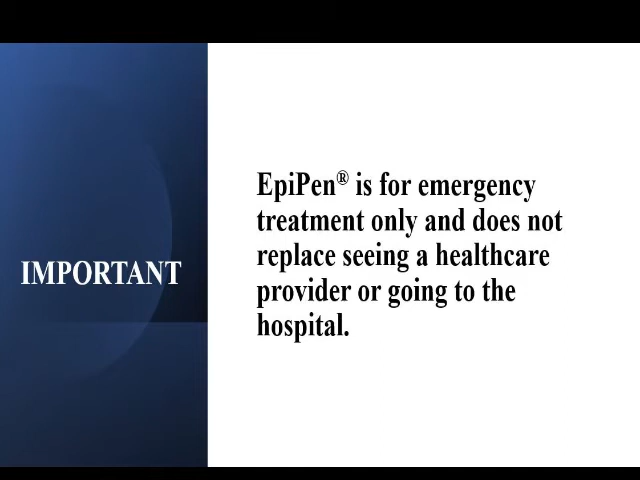 IMPORTANT
EpiPen® is for emergency
treatment only and does not
replace seeing a healthcare
provider or going to the
hospital.